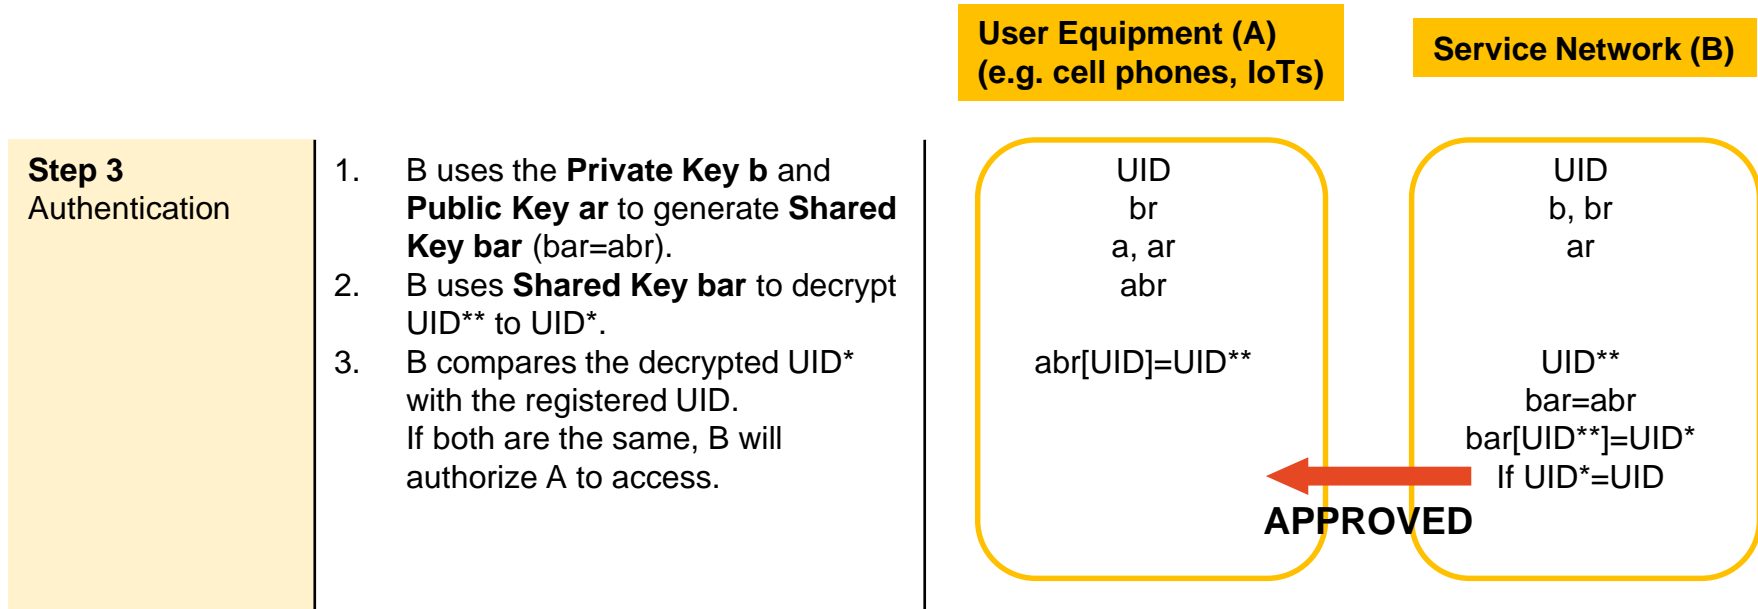 User Equipment (A)
(e.g. cell phones, IoTs)
Service Network (B)
Step 3
Authentication
1. B uses the Private Key b and
Public Key ar to generate Shared
Key bar (bar=abr).
2. B uses Shared Key bar to decrypt
UID** to UID*.
3. B compares the decrypted UID*
with the registered UID.
If both are the same, B will
authorize A to access.
UID
br
a, ar
abr
abr[UID]=UID**
UID
b, br
ar
UID**
bar=abr
bar[UID**]=UID*
If UID*=UID
APPROVED